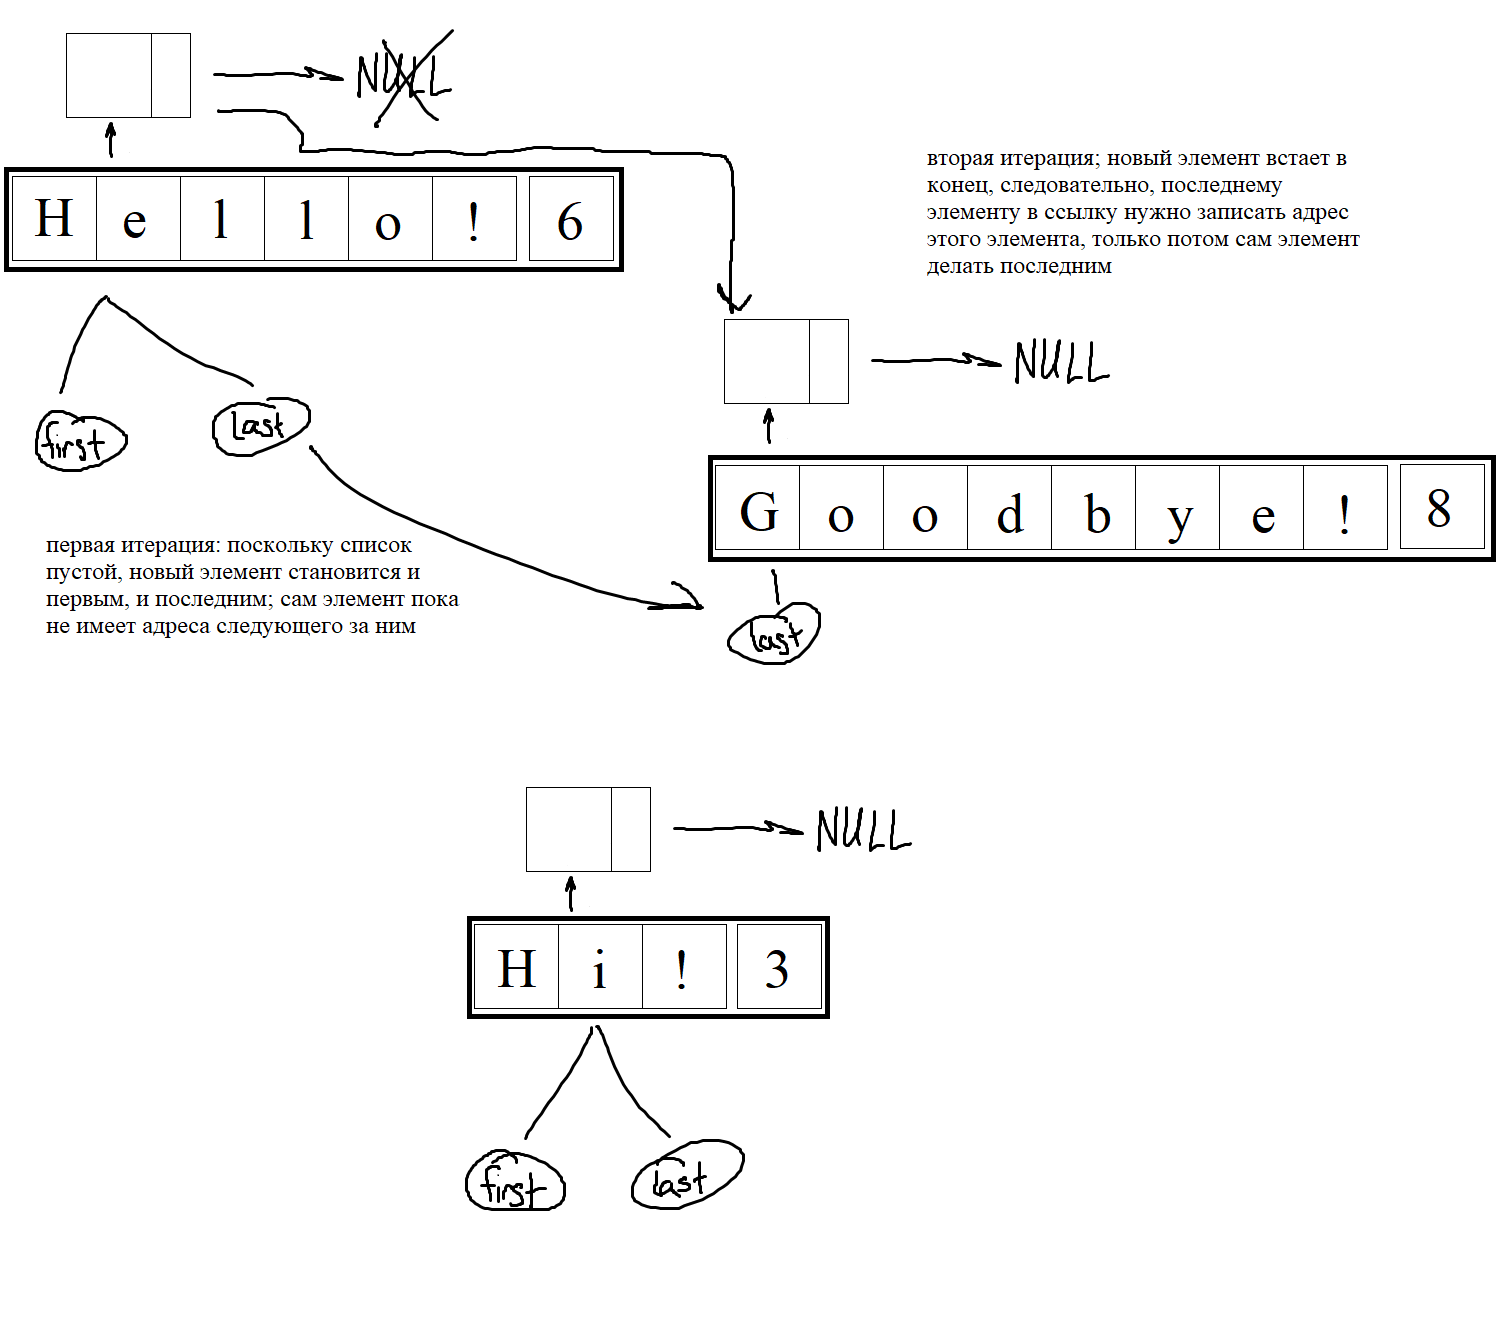 NULL
H e l l o ! 6
вторая итерация; новый элемент встает в
конец, следовательно, последнему
элементу в ссылку нужно записать адрес
этого элемента, только потом сам элемент
делать последним
NULL
first
last
G o o d b y e ! 8
первая итерация: поскольку список
пустой, новый элемент становится и
первым, и последним; сам элемент пока
не имеет адреса следующего за ним
last
NULL
H i ! 3
first
last